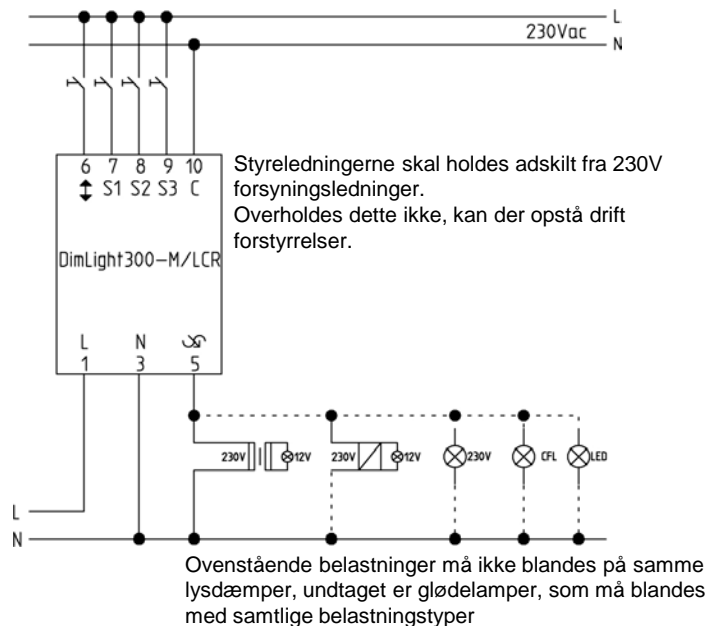 L
230Vac
N
6 7 8 9 10
S1 S2 S3 C
Styreledningerne skal holdes adskilt fra 230V
forsyningsledninger.
Overholdes dette ikke, kan der opstå drift
forstyrrelser.
DimLight300-M/LCR
L N
1 3 5
230V 12V 230V 12V 230V CFL LED
L
N
Ovenstående belastninger må ikke blandes på samme
lysdæmper, undtaget er glødelamper, som må blandes
med samtlige belastningstyper